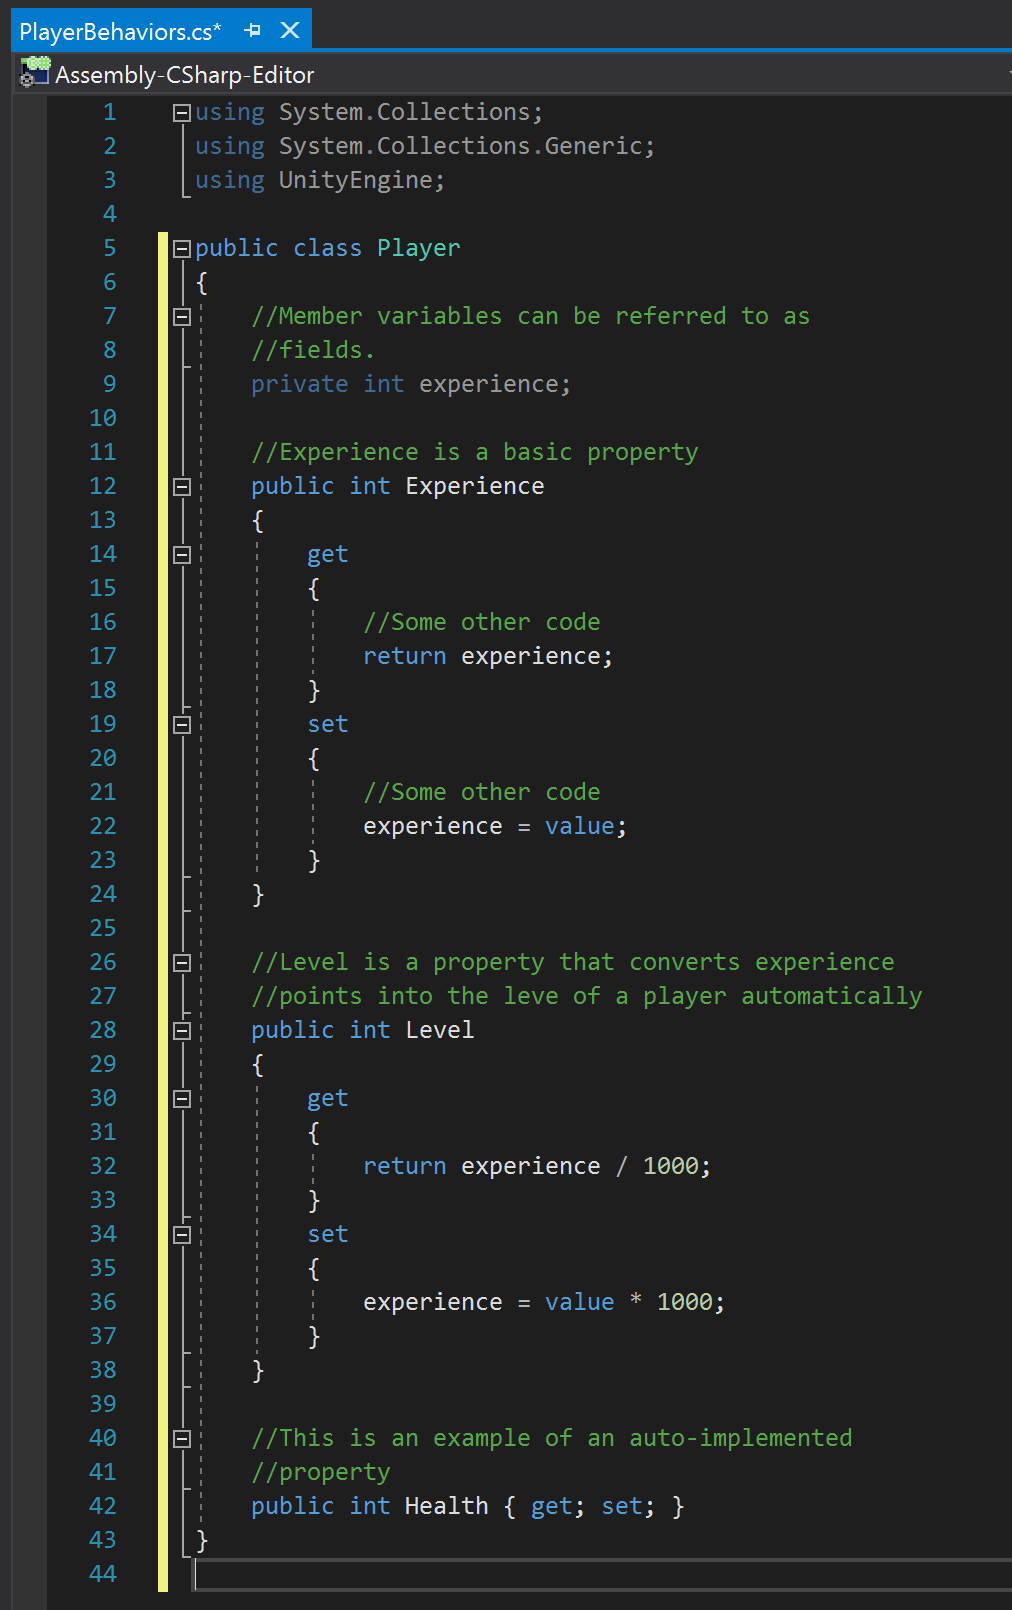 PlayerBehaviors.cs*
Assembly-CSharp-Editor
1 using System.Collections;
2 using System.Collections.Generic;
3 using UnityEngine;
4
5 public class Player
6 {
7 //Member variables can be referred to as
8 //fields.
9 private int experience;
10
11 //Experience is a basic property
12 public int Experience
13 {
14 get
15 {
16 //Some other code
17 return experience;
18 }
19 set
20 {
21 //Some other code
22 experience = value;
23 }
24 }
25
26 //Level is a property that converts experience
27 //points into the leve of a player automatically
28 public int Level
29 {
30 get
31 {
32 return experience / 1000;
33 }
34 set
35 {
36 experience = value * 1000;
37 }
38 }
39
40 //This is an example of an auto-implemented
41 //property
42 public int Health { get; set; }
43 }
44